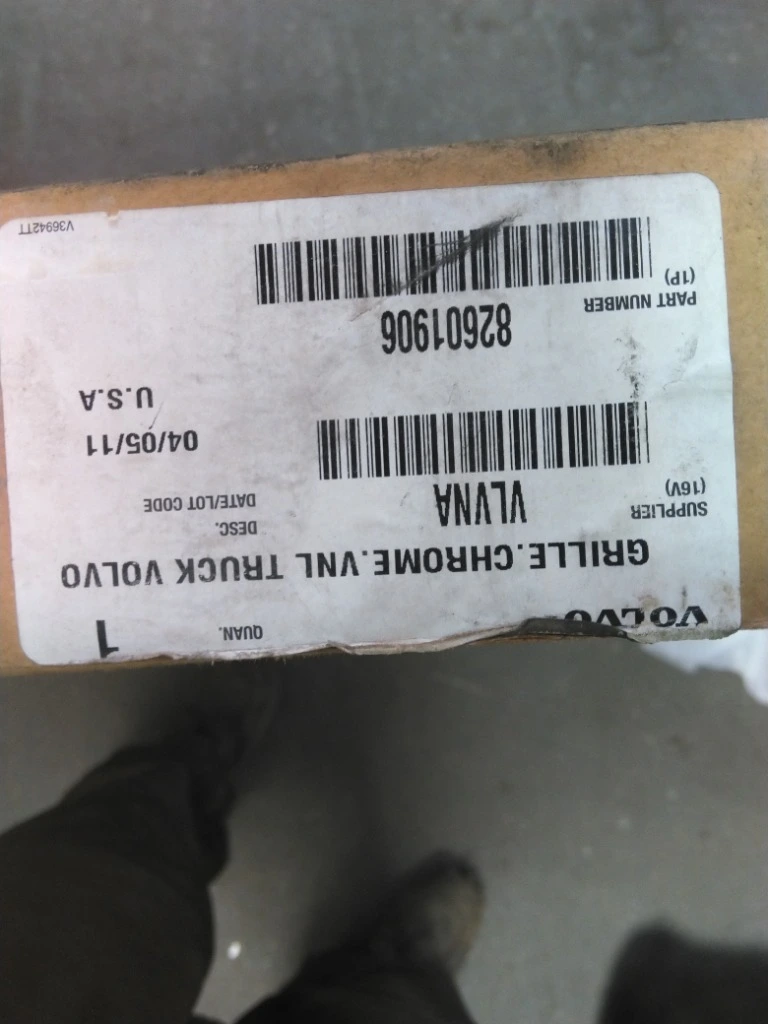 VOLVO
QUAN.
1
GRILLE.CHROME.VNL TRUCK VOLVO
DESC.
SUPPLIER
(16V)
VLVNA
DATE/LOT CODE
04/05/11
U.S.A
PART NUMBER
(1P)
82601906
V36942TT